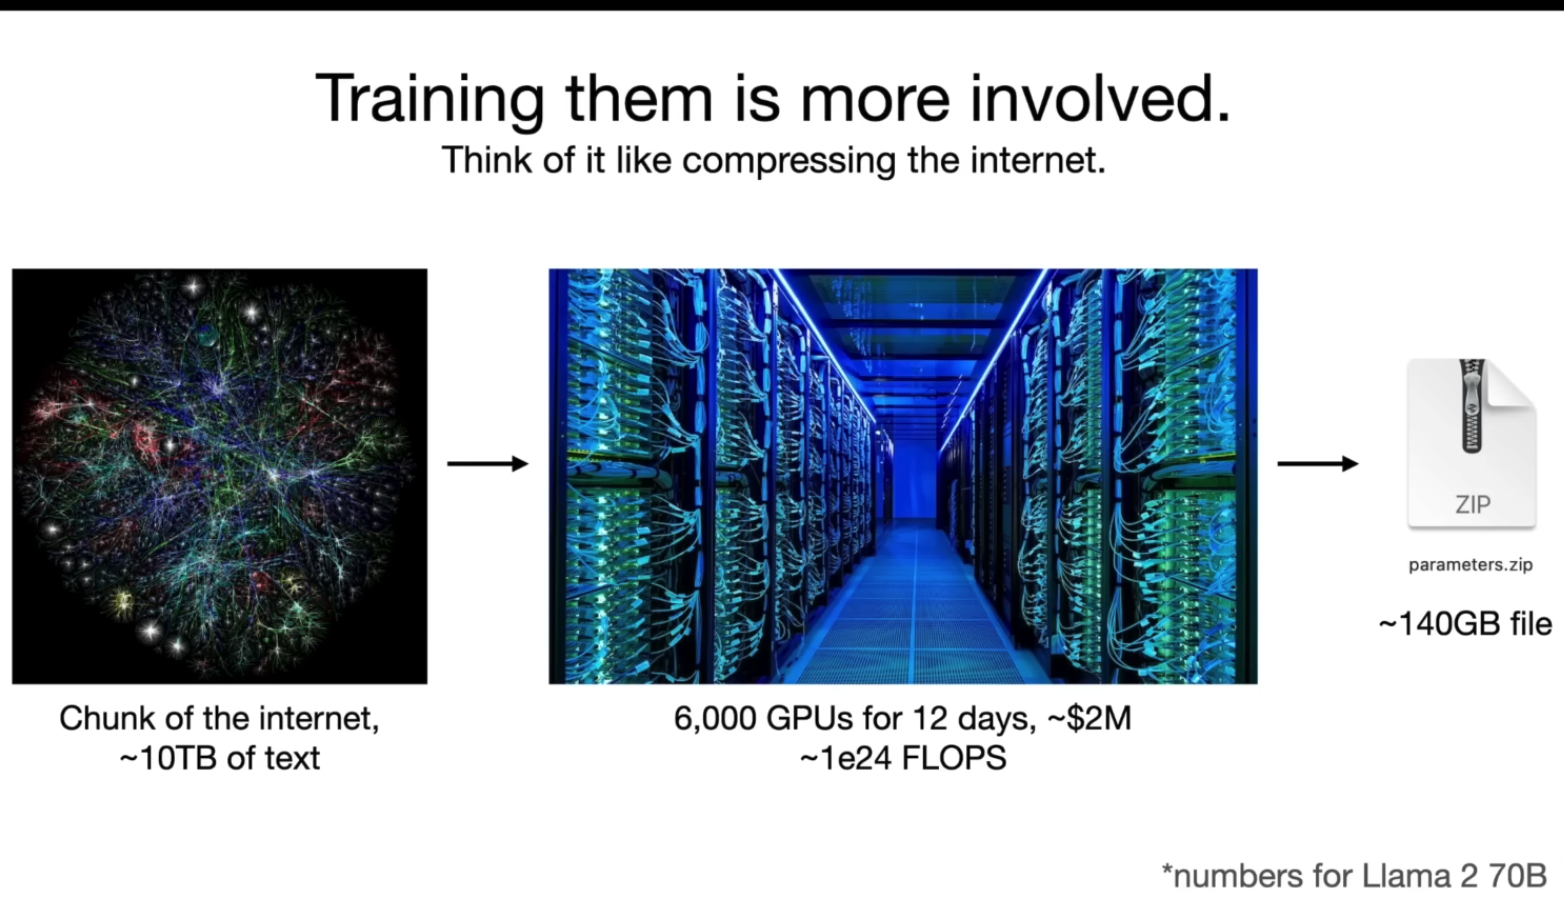 Training them is more involved.
Think of it like compressing the internet.
Chunk of the internet,
~10TB of text
6,000 GPUs for 12 days, ~$2M
~1e24 FLOPS
ZIP
parameters.zip
~140GB file
*numbers for Llama 2 70B